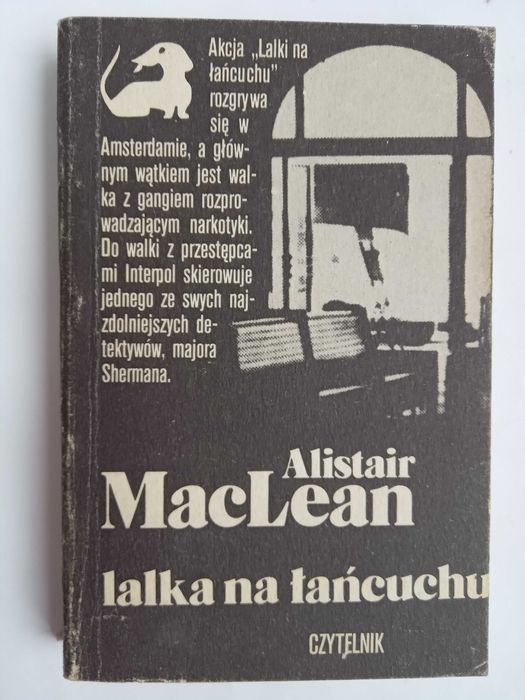 Akcja „Lalki na
łańcuchu”
rozgrywa
się w
Amsterdamie, a głów-
nym wątkiem jest wal-
ka z gangiem rozpro-
wadzającym narkotyki.
Do walki z przestępca-
mi Interpol skierowuje
jednego ze swych naj-
zdolniejszych de-
tektywów, majora
Shermana.
Alistair
MacLean
lalka na łańcuchu
CZYTELNIK